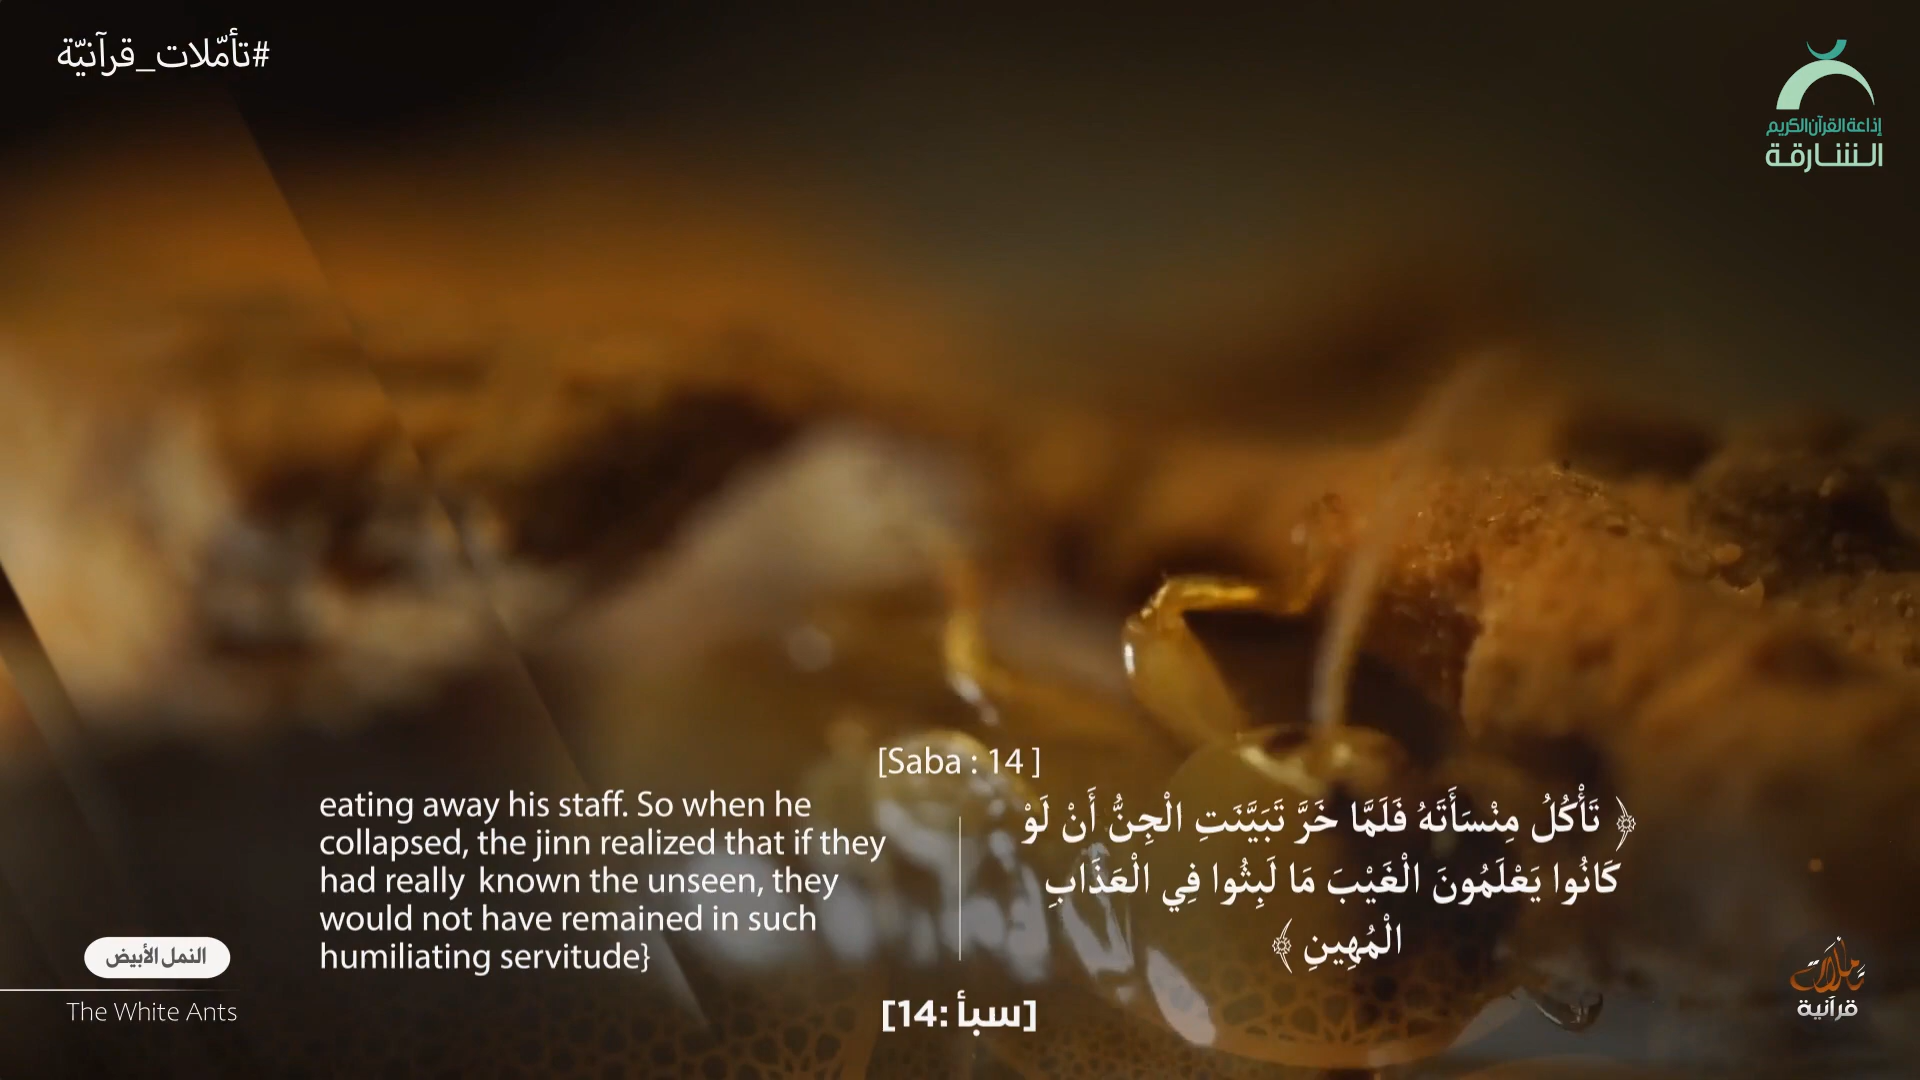 #تأمّلات_قرآنيّة
إذاعة القرآن الكريم
الشارقة
[Saba : 14 ]
eating away his staff. So when he
collapsed, the jinn realized that if they
had really known the unseen, they
would not have remained in such
humiliating servitude}
﴿ تَأْكُلُ مِنْسَأَتَهُ فَلَمَّا خَرَّ تَبَيَّنَتِ الْجِنُّ أَنْ لَوْ
كَانُوا يَعْلَمُونَ الْغَيْبَ مَا لَبِثُوا فِي الْعَذَابِ
الْمُهِينِ ﴾
[سبأ :14]
النمل الأبيض
The White Ants
تأملات
قرآنية